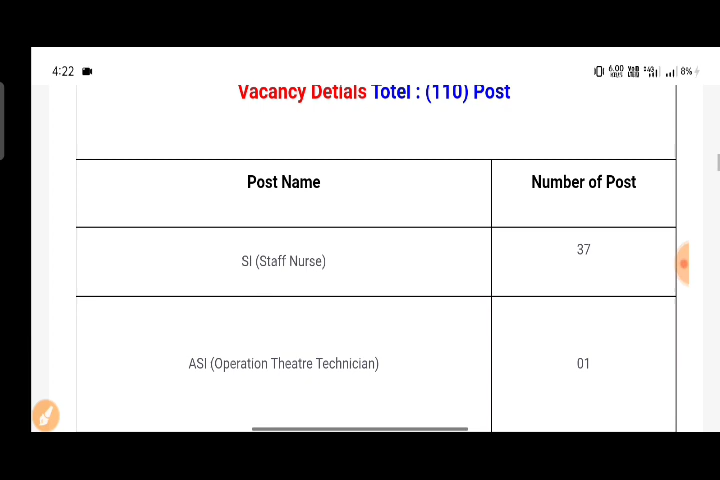 4:22
8%
Vacancy Detials Totel : (110) Post
Post Name
Number of Post
SI (Staff Nurse)
37
ASI (Operation Theatre Technician)
01